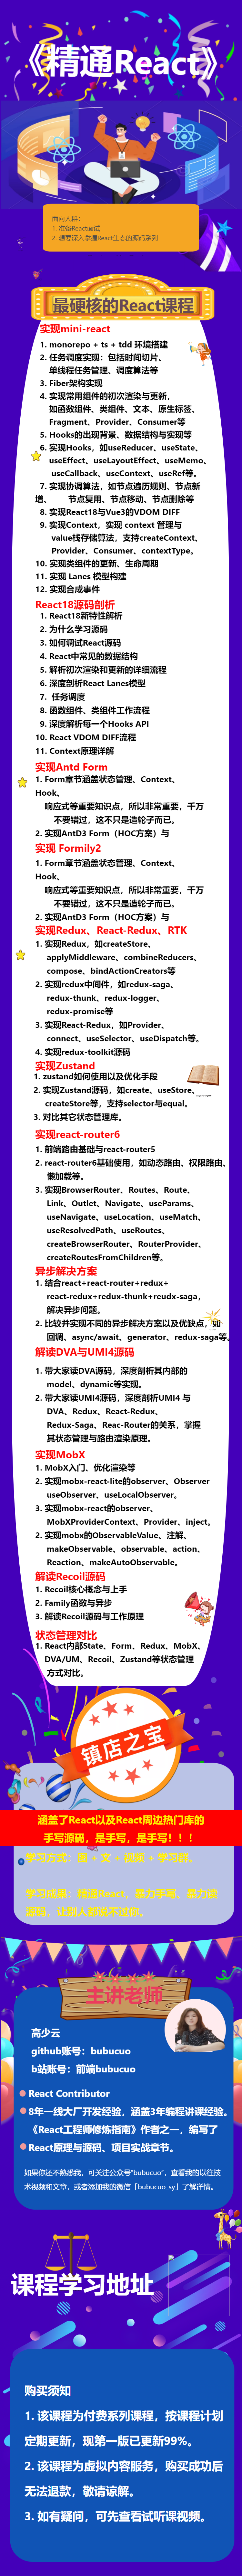 《精通React》
面向人群：
1. 准备React面试
2. 想要深入掌握React生态的源码系列
最硬核的React课程
实现mini-react
1. monorepo + ts + tdd 环境搭建
2. 任务调度实现：包括时间切片、
单线程任务管理、调度算法等
3. Fiber架构实现
4. 实现常用组件的初次渲染与更新，
如函数组件、类组件、文本、原生标签、
Fragment、Provider、Consumer等
5. Hooks的出现背景、数据结构与实现等
6. 实现Hooks，如useReducer、useState、
useEffect、useLayoutEffect、useMemo、
useCallback、useContext、useRef等。
7. 实现协调算法，如节点遍历规则、节点新
增、 节点复用、节点移动、节点删除等
8. 实现React18与Vue3的VDOM DIFF
9. 实现Context，实现 context 管理与
value栈存储算法，支持createContext、
Provider、Consumer、contextType。
10. 实现类组件的更新、生命周期
11. 实现 Lanes 模型构建
12. 实现合成事件
React18源码剖析
1. React18新特性解析
2. 为什么学习源码
3. 如何调试React源码
4. React中常见的数据结构
5. 解析初次渲染和更新的详细流程
6. 深度剖析React Lanes模型
7. 任务调度
8. 函数组件、类组件工作流程
9. 深度解析每一个Hooks API
10. React VDOM DIFF流程
11. Context原理详解
实现Antd Form
1. Form章节涵盖状态管理、Context、
Hook、
响应式等重要知识点，所以非常重要，千万
不要错过，这不只是造轮子而已。
2. 实现AntD3 Form（HOC方案）与
实现 Formily2
1. Form章节涵盖状态管理、Context、
Hook、
响应式等重要知识点，所以非常重要，千万
不要错过，这不只是造轮子而已。
2. 实现AntD3 Form（HOC方案）与
实现Redux、React-Redux、RTK
1. 实现Redux，如createStore、
applyMiddleware、combineReducers、
compose、bindActionCreators等
2. 实现redux中间件，如redux-saga、
redux-thunk、redux-logger、
redux-promise等
3. 实现React-Redux，如Provider、
connect、useSelector、useDispatch等。
4. 实现redux-toolkit源码
实现Zustand
1. zustand如何使用以及优化手段
2. 实现Zustand源码，如create、useStore、
createStore等，支持selector与equal。
3. 对比其它状态管理库。
实现react-router6
1. 前端路由基础与react-router5
2. react-router6基础使用，如动态路由、权限路由、
懒加载等。
3. 实现BrowserRouter、Routes、Route、
Link、Outlet、Navigate、useParams、
useNavigate、useLocation、useMatch、
useResolvedPath、useRoutes、
createBrowserRouter、RouterProvider、
createRoutesFromChildren等。
异步解决方案
1. 结合react+react-router+redux+
react-redux+redux-thunk+reudx-saga，
解决异步问题。
2. 比较并实现不同的异步解决方案以及优缺点：如
回调、async/await、generator、redux-saga等。
解读DVA与UMI4源码
1. 带大家读DVA源码，深度剖析其内部的
model、dynamic等实现。
2. 带大家读UMI4源码，深度剖析UMI4 与
DVA、Redux、React-Redux、
Redux-Saga、Reac-Router的关系，掌握
其状态管理与路由渲染原理。
实现MobX
1. MobX入门、优化渲染等
2. 实现mobx-react-lite的observer、Observer
useObserver、useLocalObserver。
3. 实现mobx-react的observer、
MobXProviderContext、Provider、inject。
2. 实现mobx的ObservableValue、注解、
makeObservable、observable、action、
Reaction、makeAutoObservable。
解读Recoil源码
1. Recoil核心概念与上手
2. Family函数与异步
3. 解读Recoil源码与工作原理
状态管理对比
1. React内部State、Form、Redux、MobX、
DVA/UM、Recoil、Zustand等状态管理
方式对比。
镇店之宝
涵盖了React以及React周边热门库的
手写源码，是手写，是手写！！！
学习方式：图 + 文 + 视频 + 学习群。
学习成果：精通React，暴力手写、暴力读
源码，让别人都说不过你。
主讲老师
高少云
github账号：bubucuo
b站账号：前端bubucuo
React Contributor
8年一线大厂开发经验，涵盖3年编程讲课经验。
《React工程师修炼指南》作者之一，编写了
React原理与源码、项目实战章节。
如果你还不熟悉我，可关注公众号“bubucuo”，查看我的以往技
术视频和文章，或者添加我的微信「bubucuo_sy」了解详情。
课程学习地址
购买须知
1. 该课程为付费系列课程，按课程计划
定期更新，现第一版已更新99%。
2. 该课程为虚拟内容服务，购买成功后
无法退款，敬请谅解。
3. 如有疑问，可先查看试听课视频。